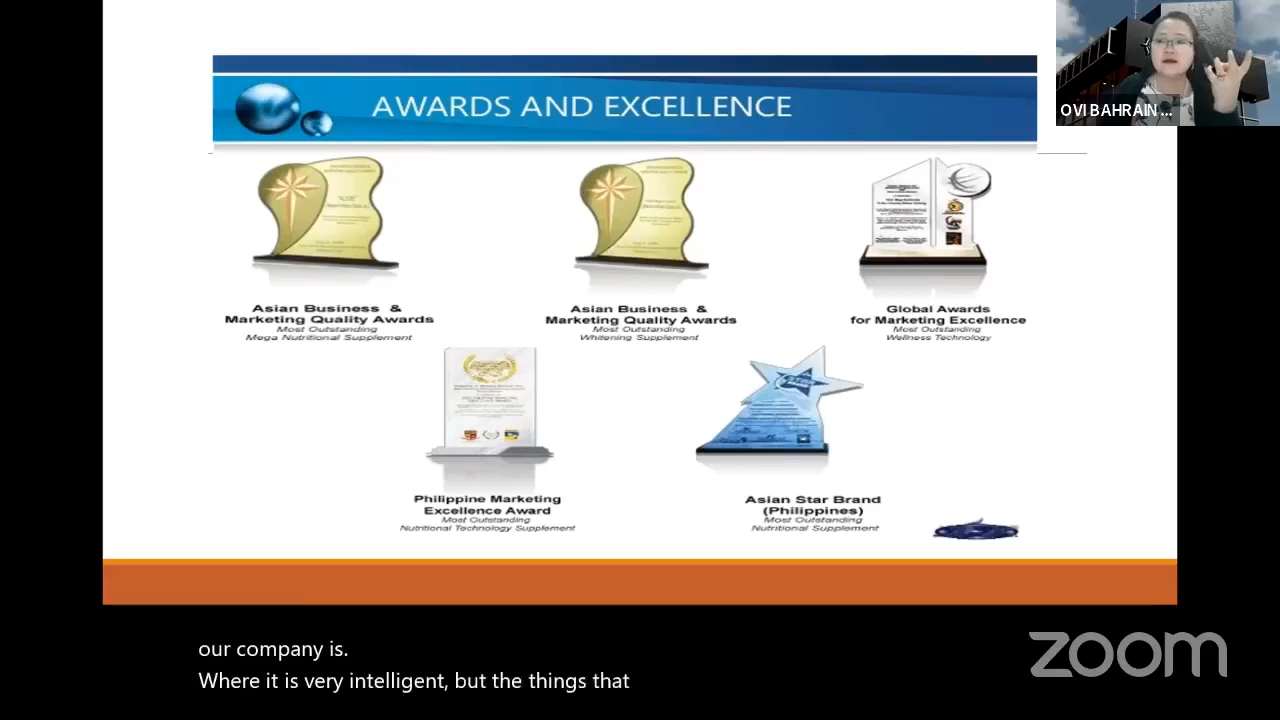 OVI BAHRAIN ...
AWARDS AND EXCELLENCE
Asian Business &
Marketing Quality Awards
Most Outstanding
Mega Nutritional Supplement
Asian Business &
Marketing Quality Awards
Most Outstanding
Whitening Supplement
Global Awards
for Marketing Excellence
Most Outstanding
Wellness Technology
Philippine Marketing
Excellence Award
Most Outstanding
Nutritional Technology Supplement
Asian Star Brand
(Philippines)
Most Outstanding
Nutritional Supplement
our company is.
Where it is very intelligent, but the things that
zoom